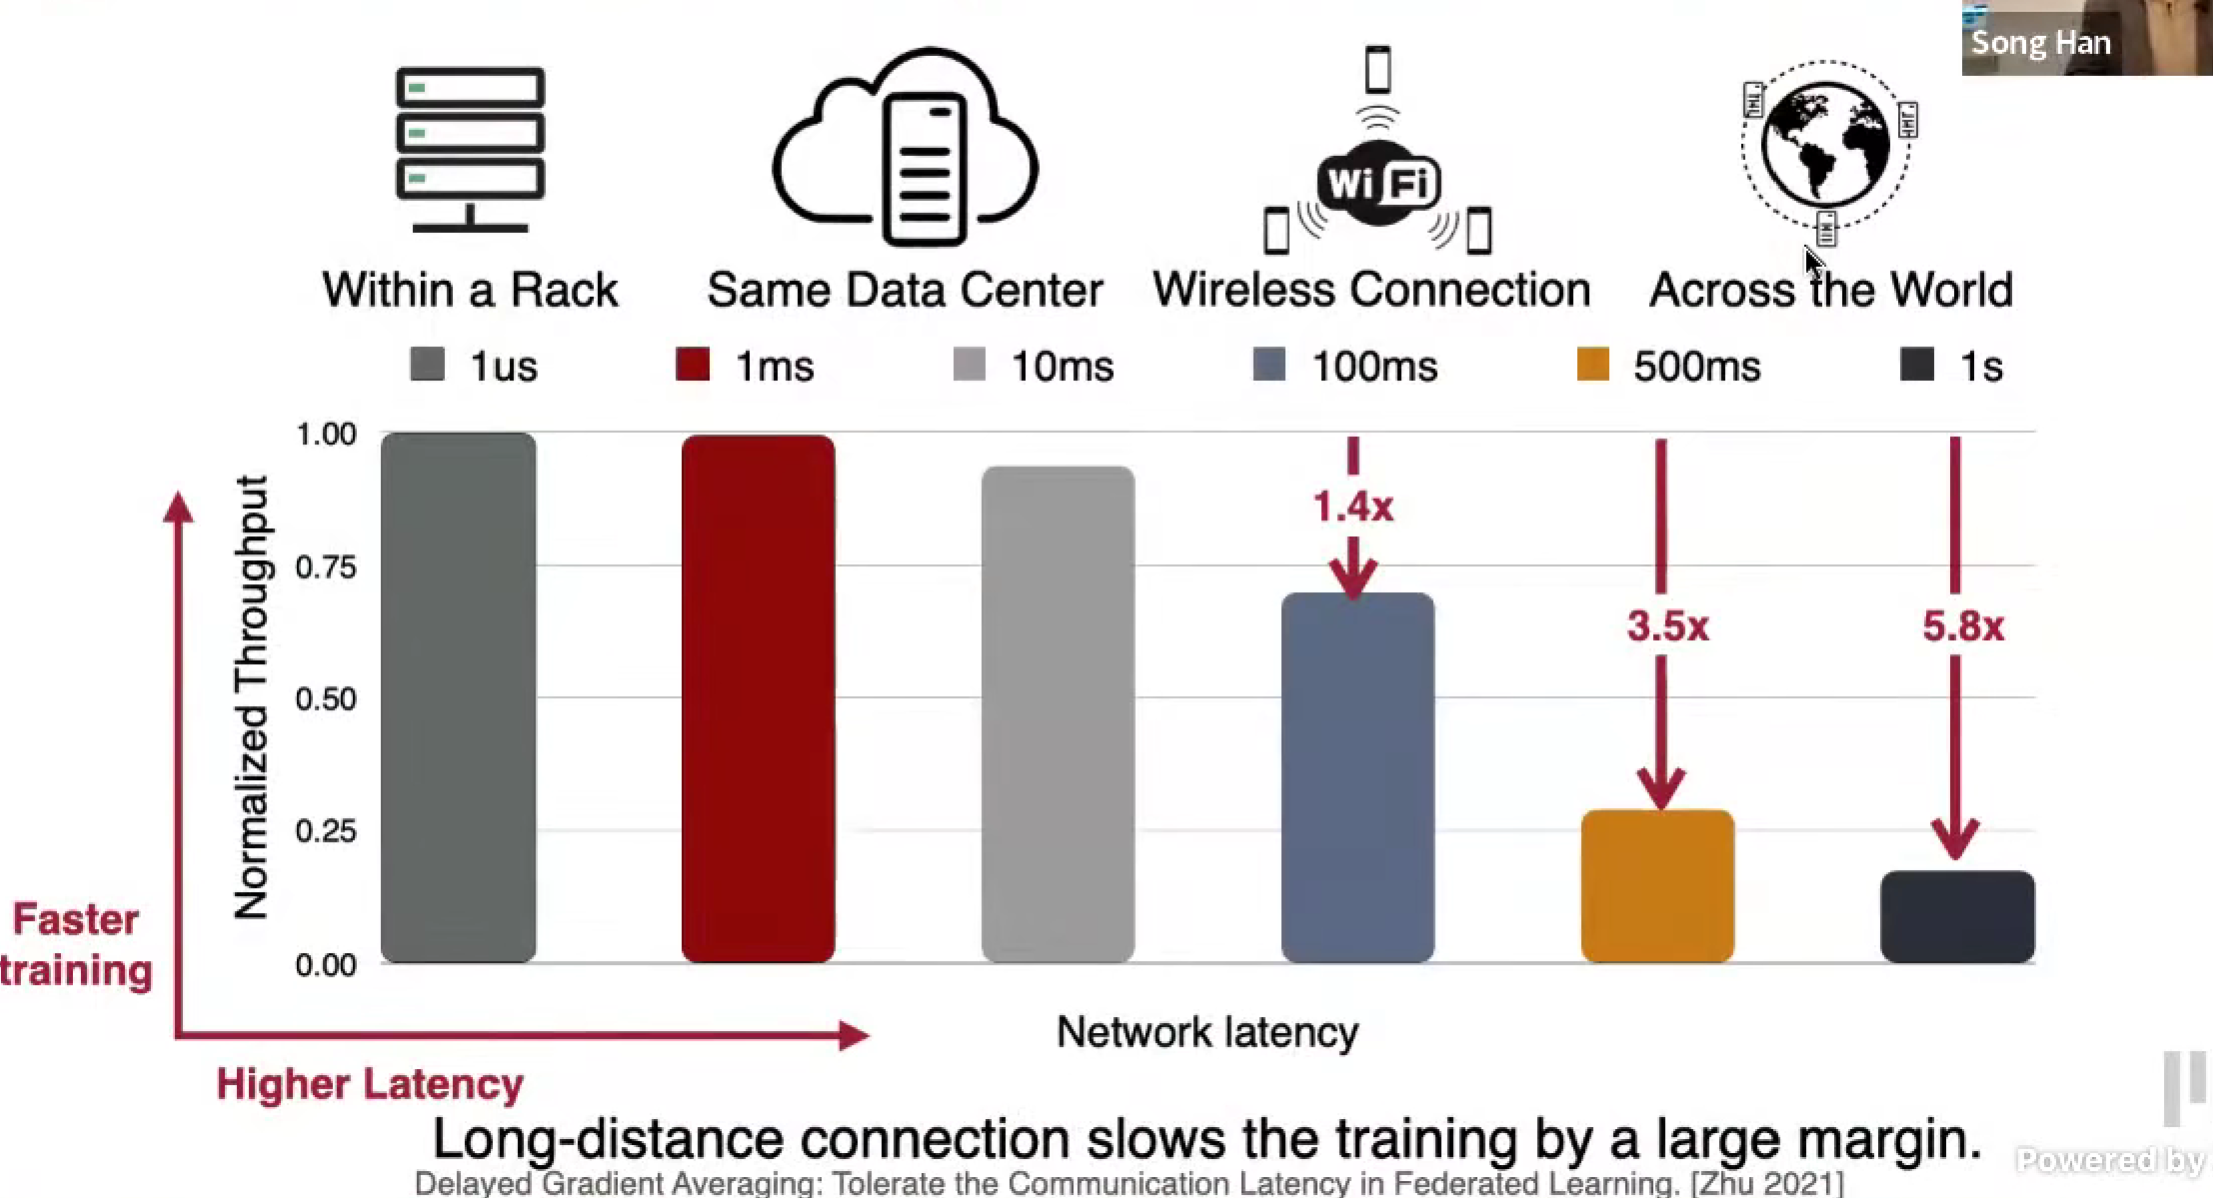 Song Han
Wi Fi
Within a Rack
Same Data Center
Wireless Connection
Across the World
1us
1ms
10ms
100ms
500ms
1s
1.00
0.75
0.50
0.25
0.00
Normalized Throughput
1.4x
3.5x
5.8x
Faster
training
Higher Latency
Network latency
Long-distance connection slows the training by a large margin.
Delayed Gradient Averaging: Tolerate the Communication Latency in Federated Learning. [Zhu 2021]
Powered by